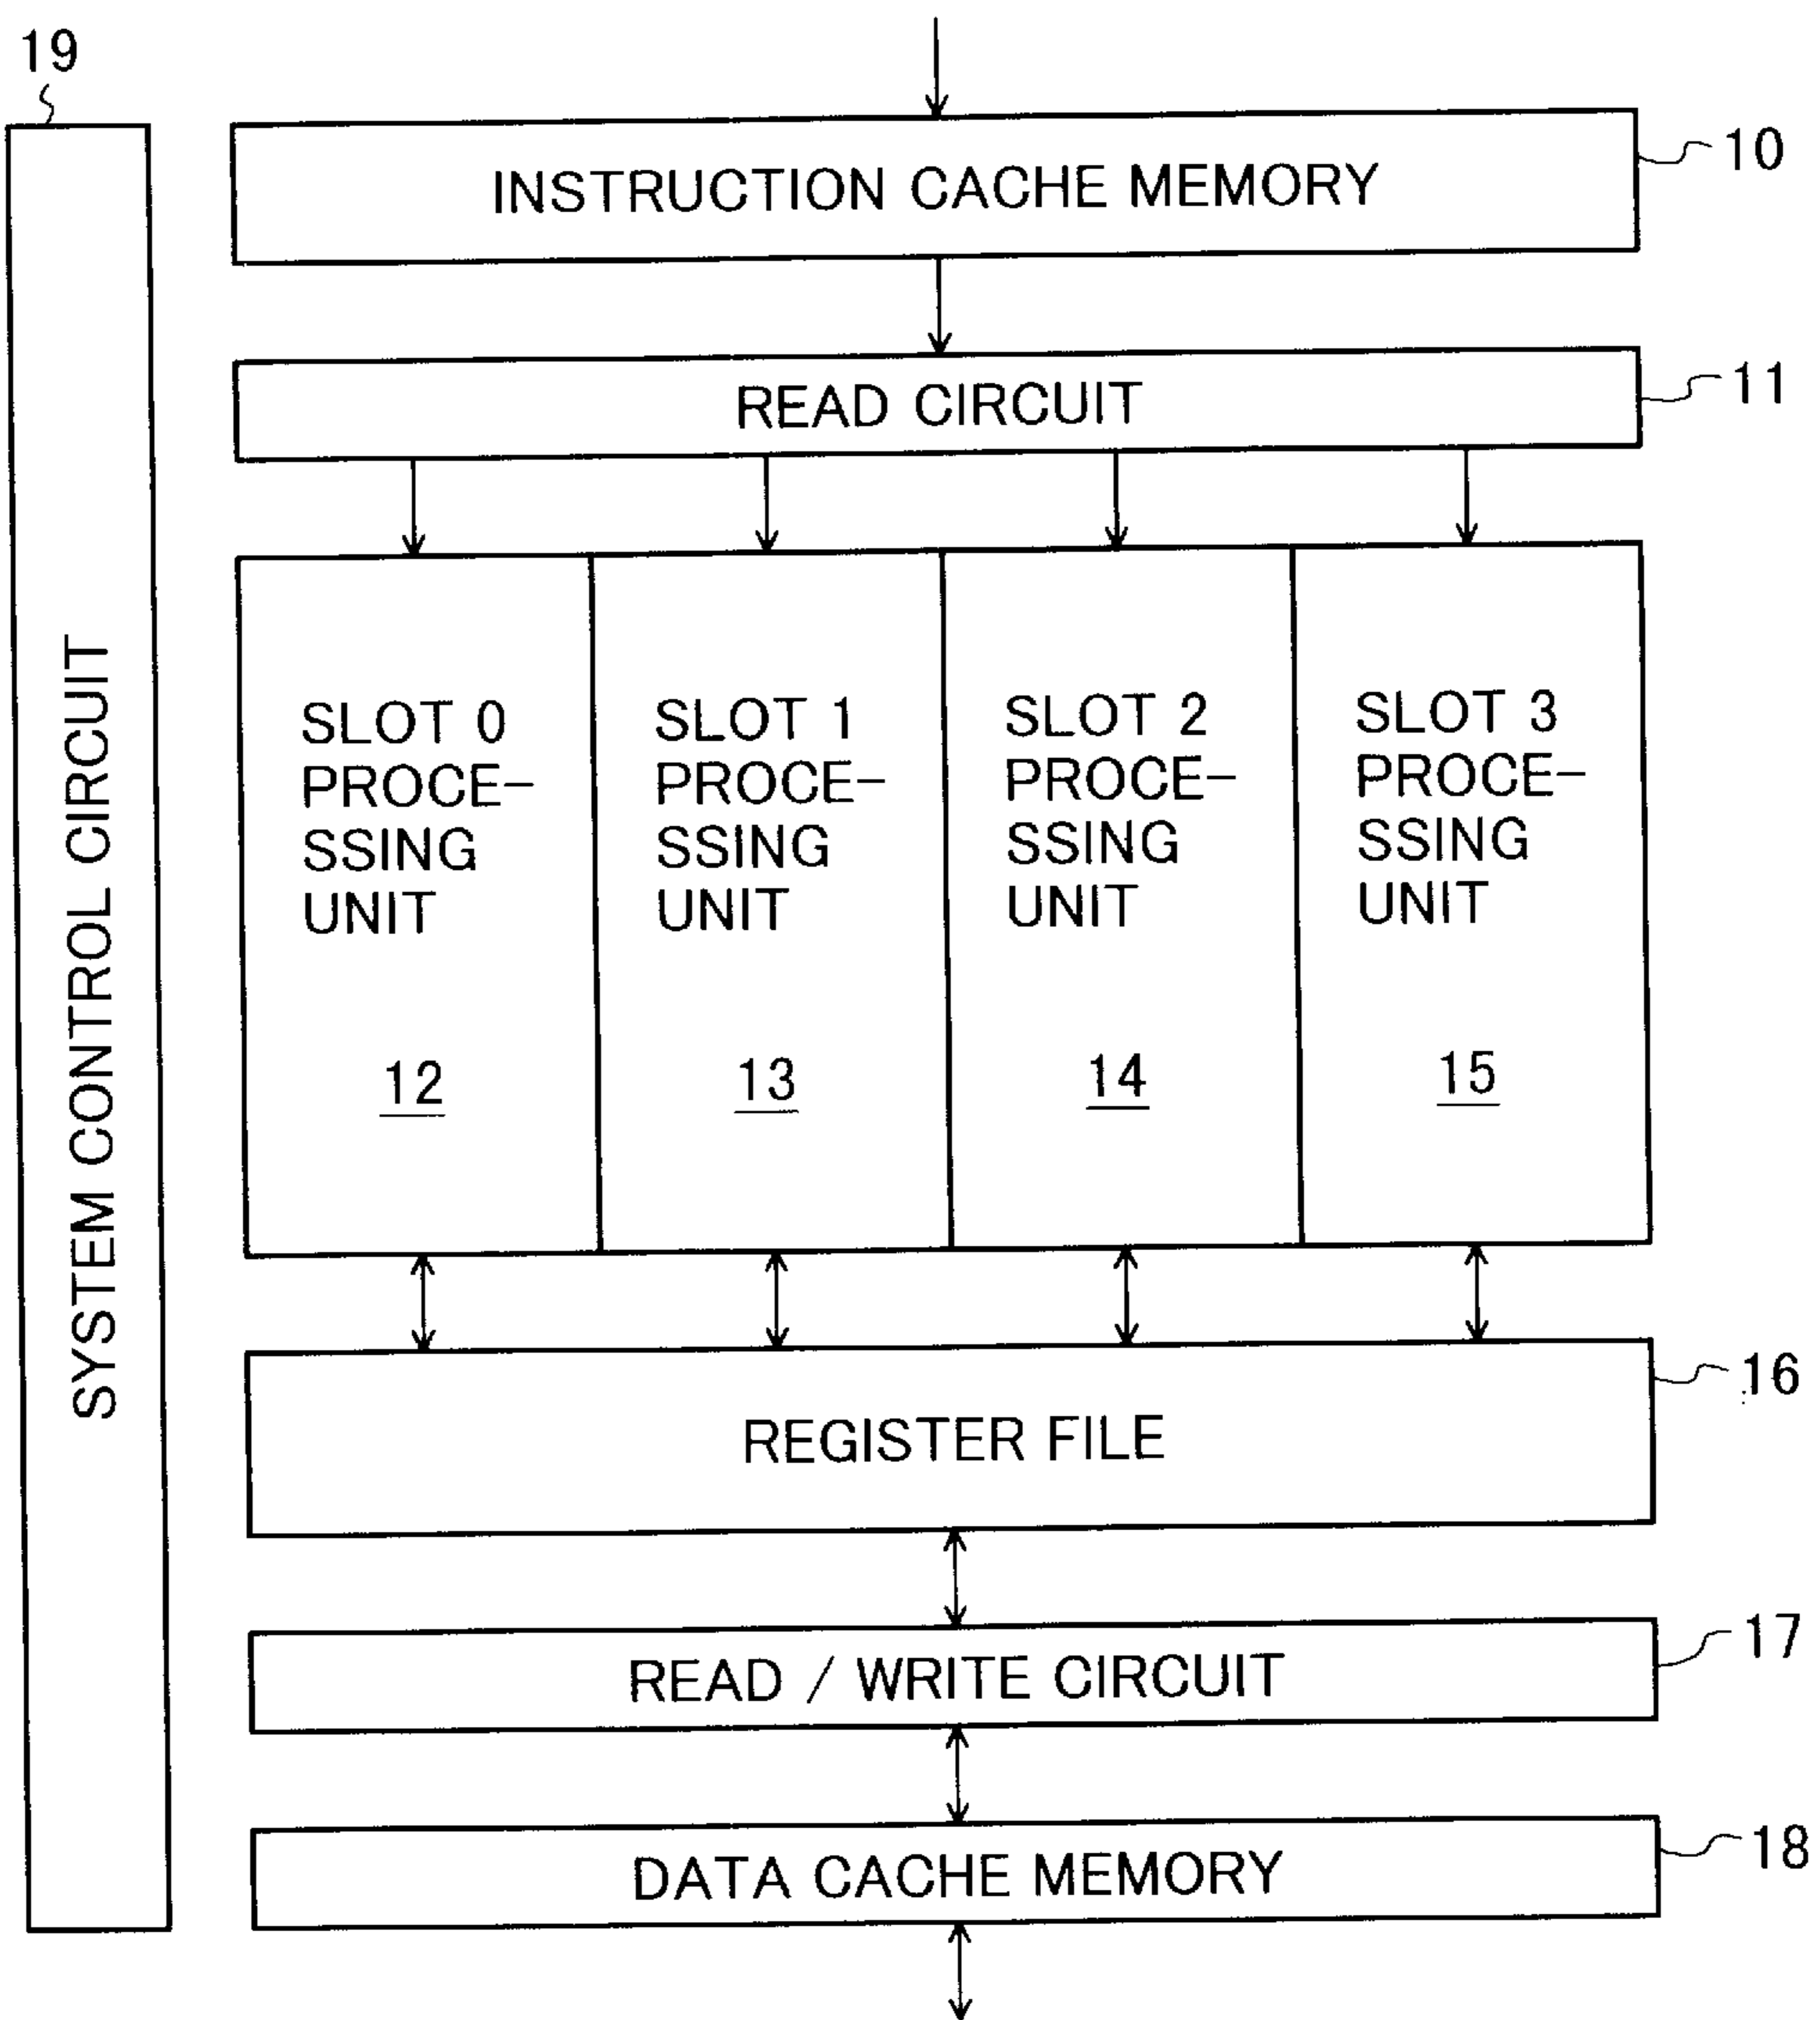 19
INSTRUCTION CACHE MEMORY
10
READ CIRCUIT
11
SYSTEM CONTROL CIRCUIT
SLOT 0
PROCE-
SSING
UNIT
12
SLOT 1
PROCE-
SSING
UNIT
13
SLOT 2
PROCE-
SSING
UNIT
14
SLOT 3
PROCE-
SSING
UNIT
15
REGISTER FILE
16
READ / WRITE CIRCUIT
17
DATA CACHE MEMORY
18